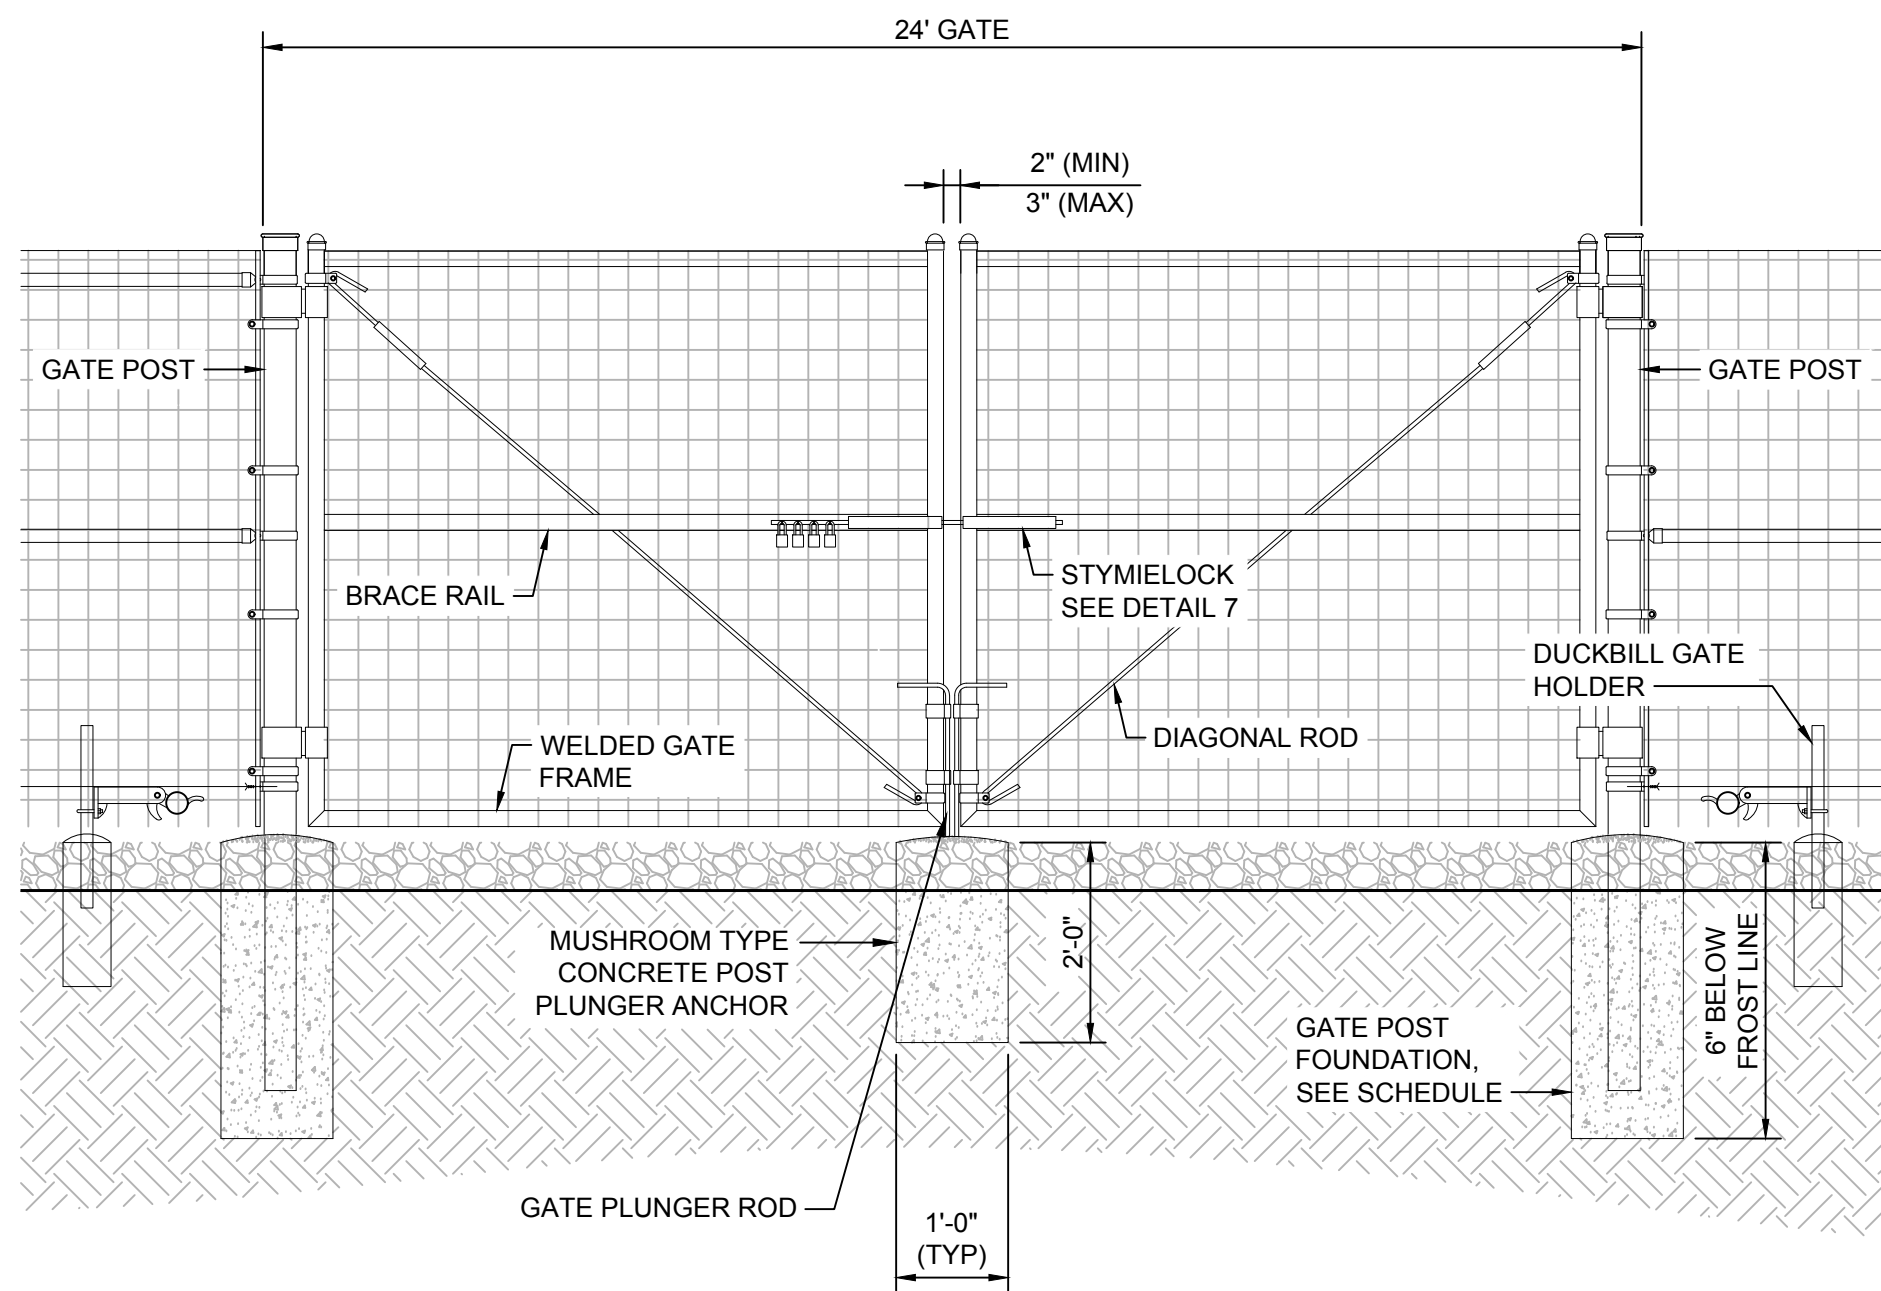 24' GATE
2" (MIN)
3" (MAX)
GATE POST
GATE POST
BRACE RAIL
STYMIELOCK
SEE DETAIL 7
DUCKBILL GATE
HOLDER
WELDED GATE
FRAME
DIAGONAL ROD
MUSHROOM TYPE
CONCRETE POST
PLUNGER ANCHOR
2'-0"
GATE POST
FOUNDATION,
SEE SCHEDULE
6" BELOW
FROST LINE
GATE PLUNGER ROD
1'-0"
(TYP)